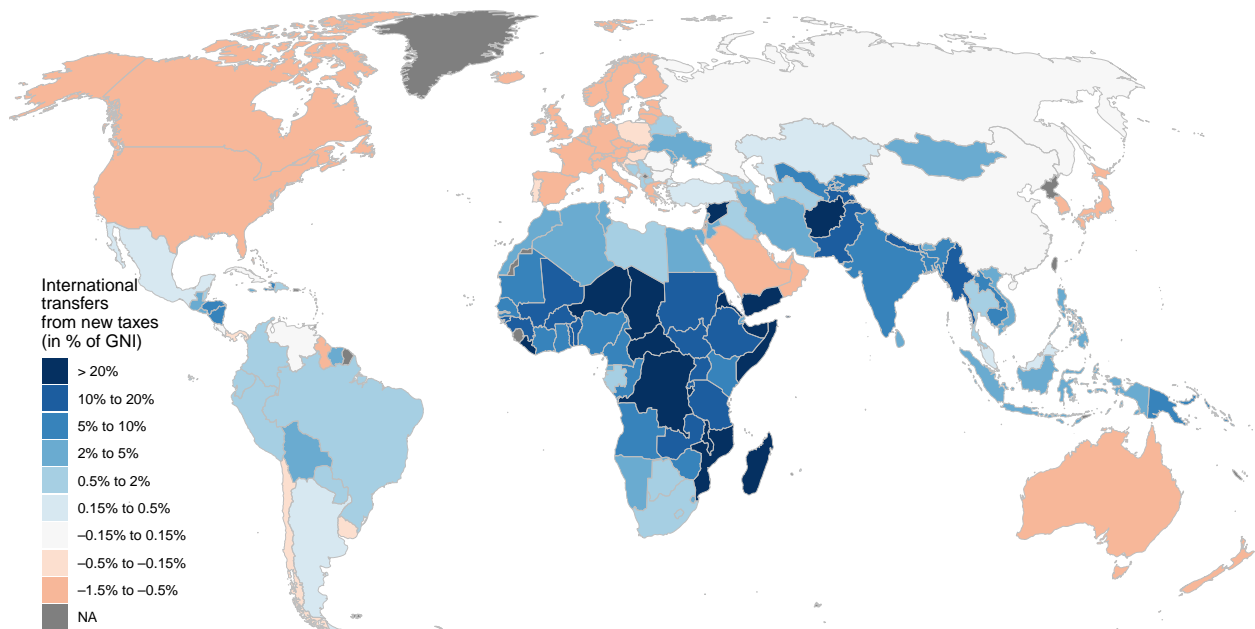 International
transfers
from new taxes
(in % of GNI)
> 20%
10% to 20%
5% to 10%
2% to 5%
0.5% to 2%
0.15% to 0.5%
−0.15% to 0.15%
−0.5% to −0.15%
−1.5% to −0.5%
NA